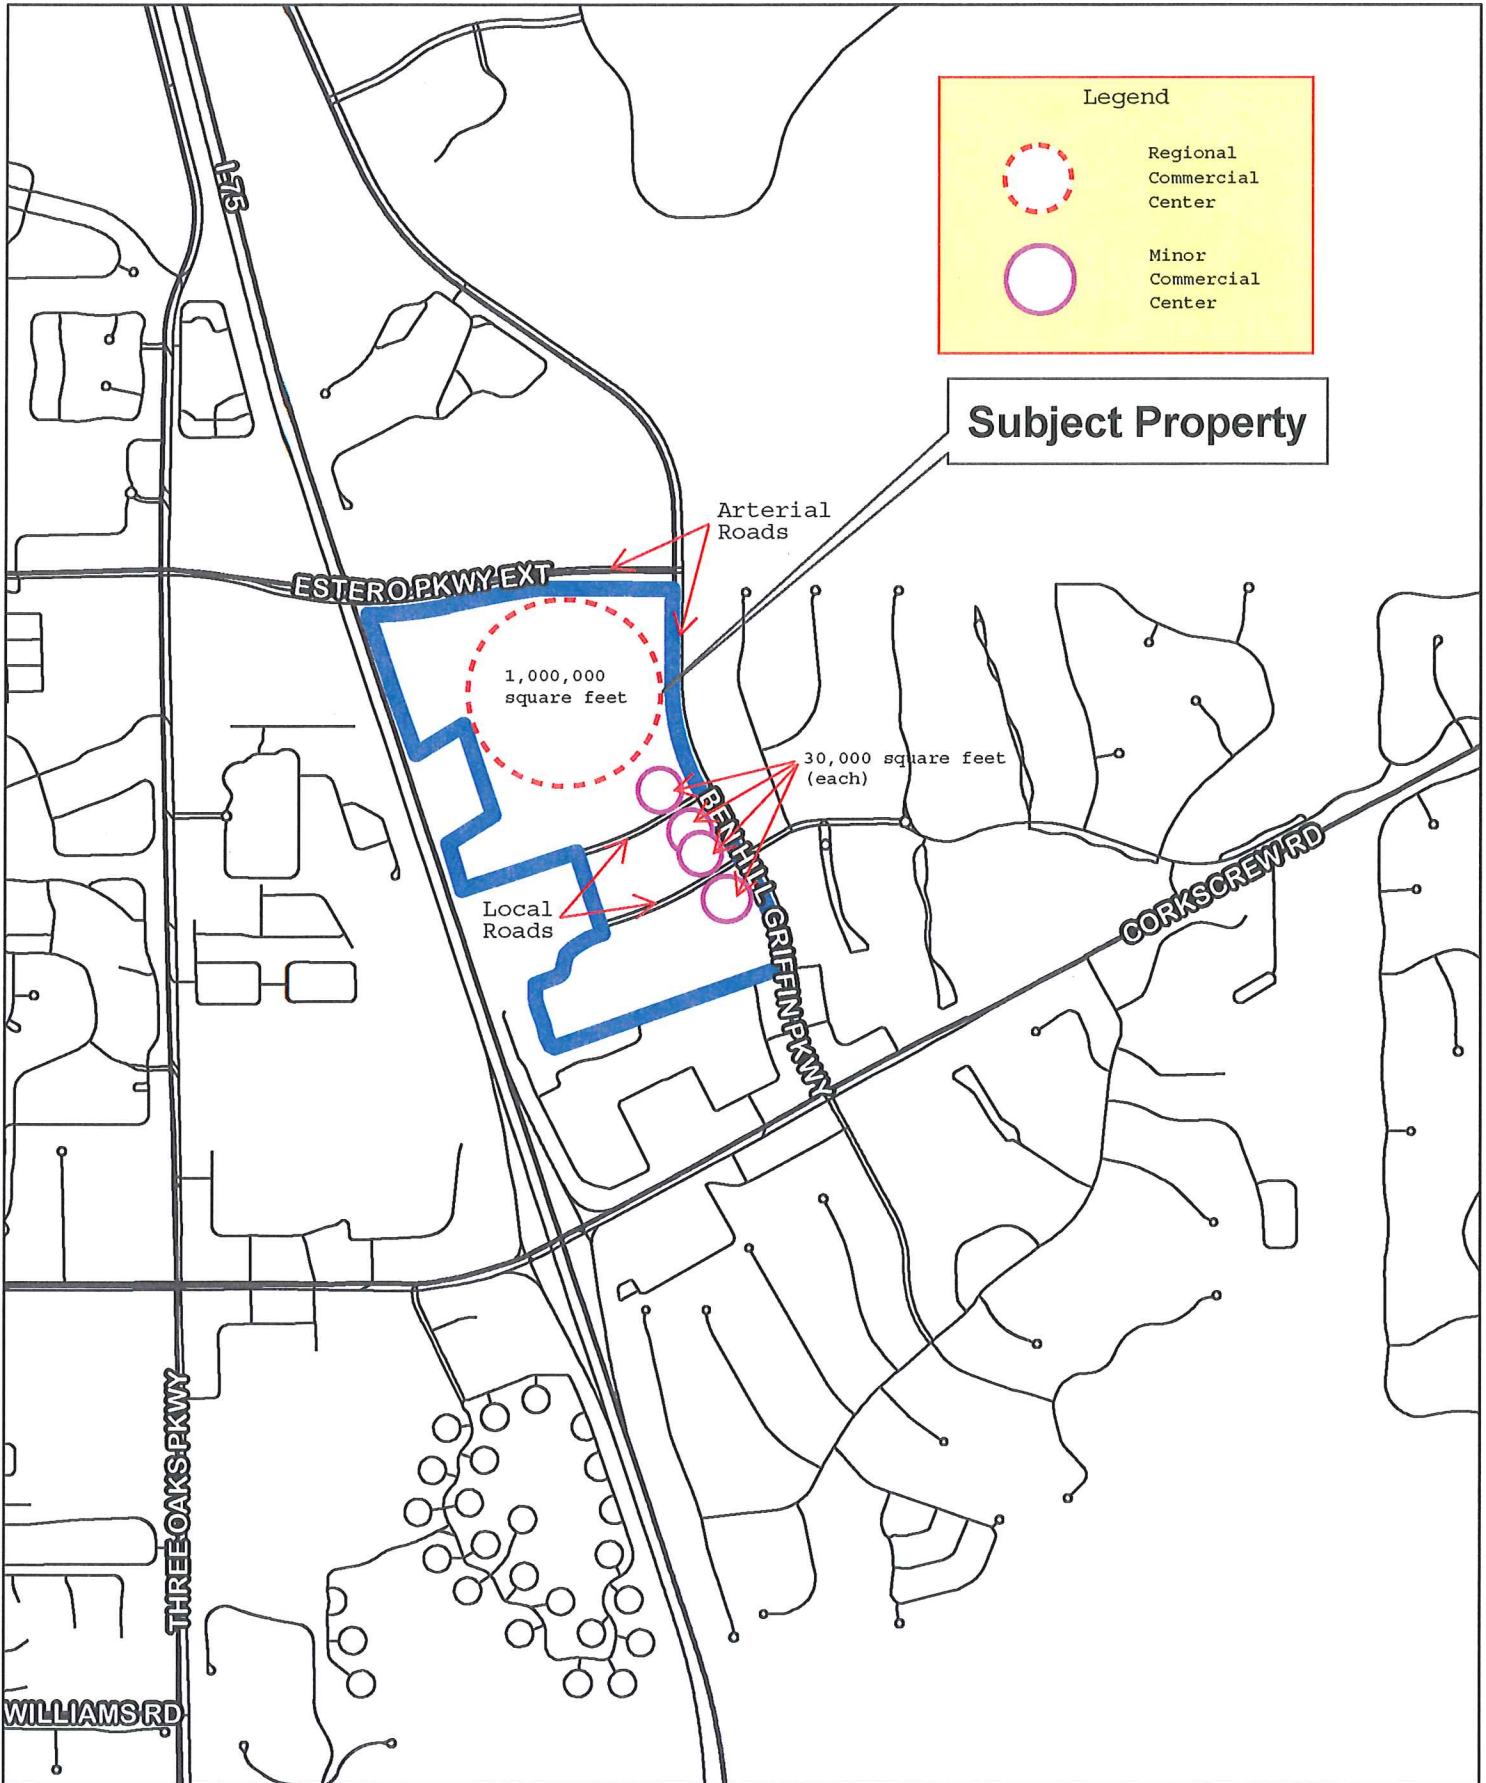 Legend
Regional
Commercial
Center
Minor
Commercial
Center
I-75
Subject Property
Arterial
Roads
ESTERO PKWY EXT
1,000,000
square feet
30,000 square feet
(each)
BEN HILL GRIFFIN PKWY
CORKSCREW RD
Local
Roads
THREE OAKS PKWY
WILLIAMS RD